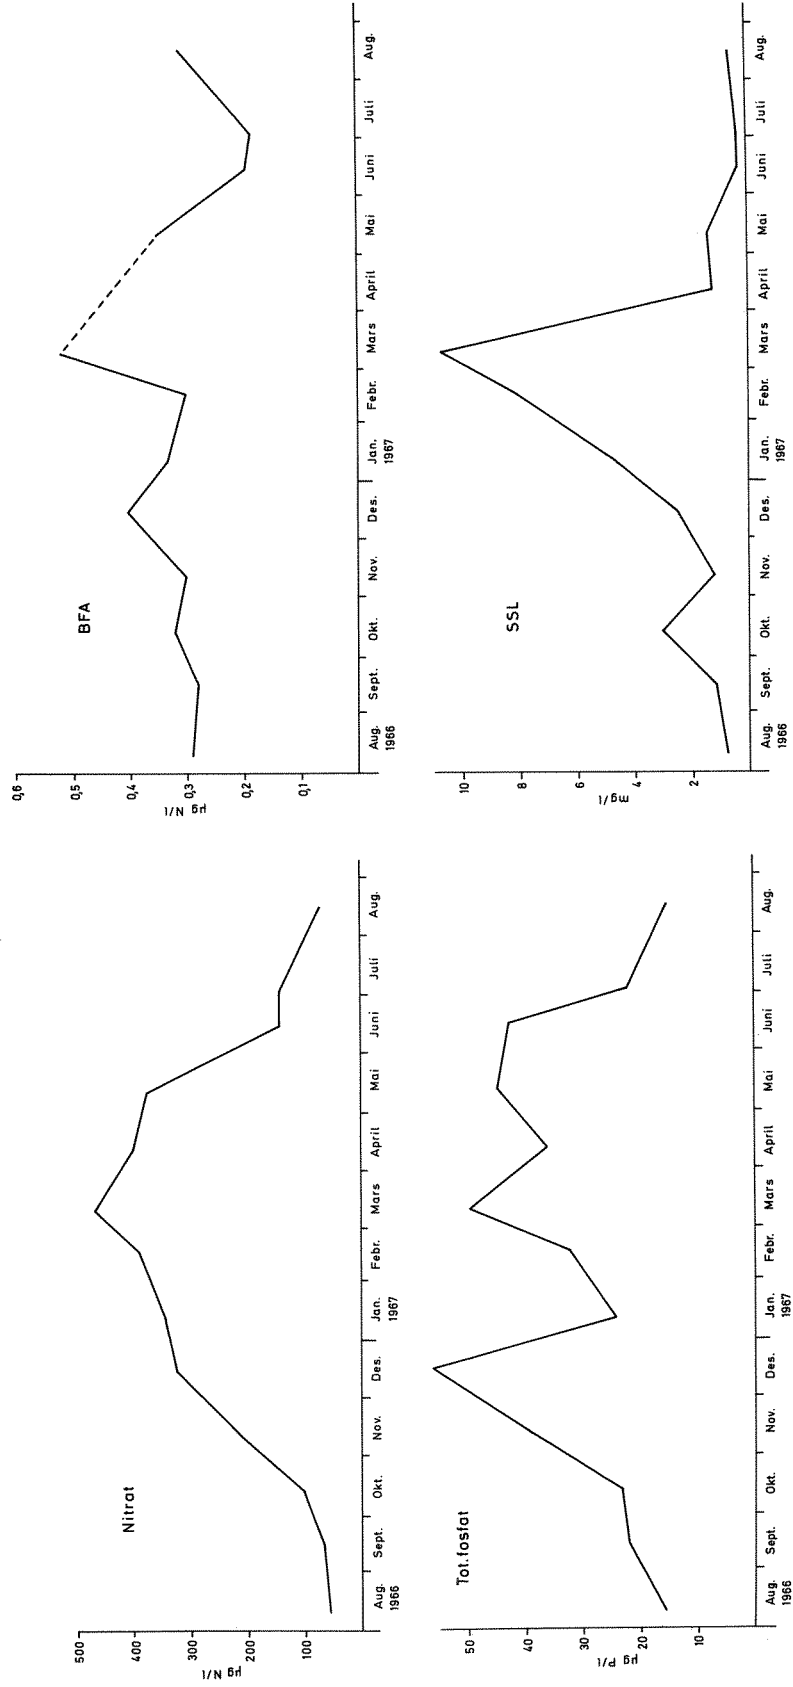 Nitrat
500
400
300
200
100
µg N/l
Aug. Sept. Okt. Nov. Des. Jan. Febr. Mars April Mai Juni Juli Aug.
1966 1967
BFA
0,6
0,5
0,4
0,3
0,2
0,1
µg N/l
Aug. Sept. Okt. Nov. Des. Jan. Febr. Mars April Mai Juni Juli Aug.
1966 1967
Tot.fosfat
50
40
30
20
10
µg P/l
Aug. Sept. Okt. Nov. Des. Jan. Febr. Mars April Mai Juni Juli Aug.
1966 1967
SSL
10
8
6
4
2
mg/l
Aug. Sept. Okt. Nov. Des. Jan. Febr. Mars April Mai Juni Juli Aug.
1966 1967